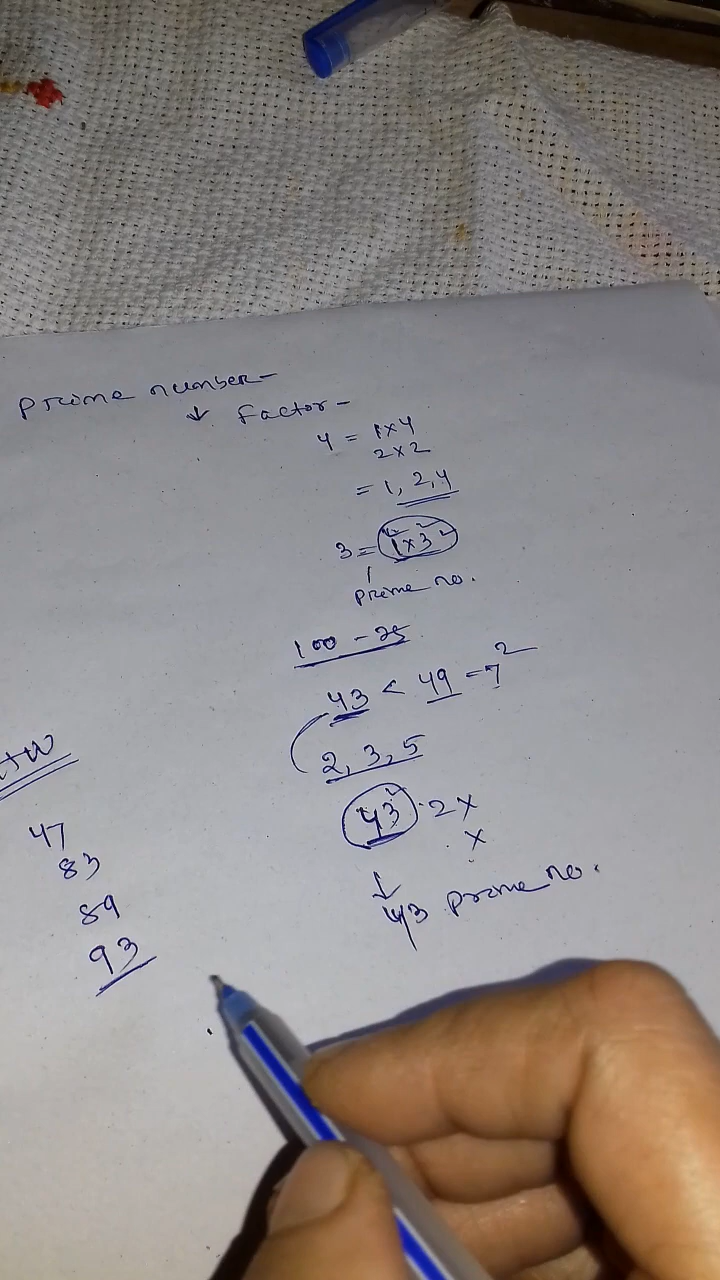 Prime number-
↓ Factor-
4 = 1×4
2×2
= 1, 2, 4
3 = 1×3
Prime no.
100 - 25
43 < 49 = 7²
2, 3, 5
43 2×
×
↓
43 Prime no.
47
83
89
93